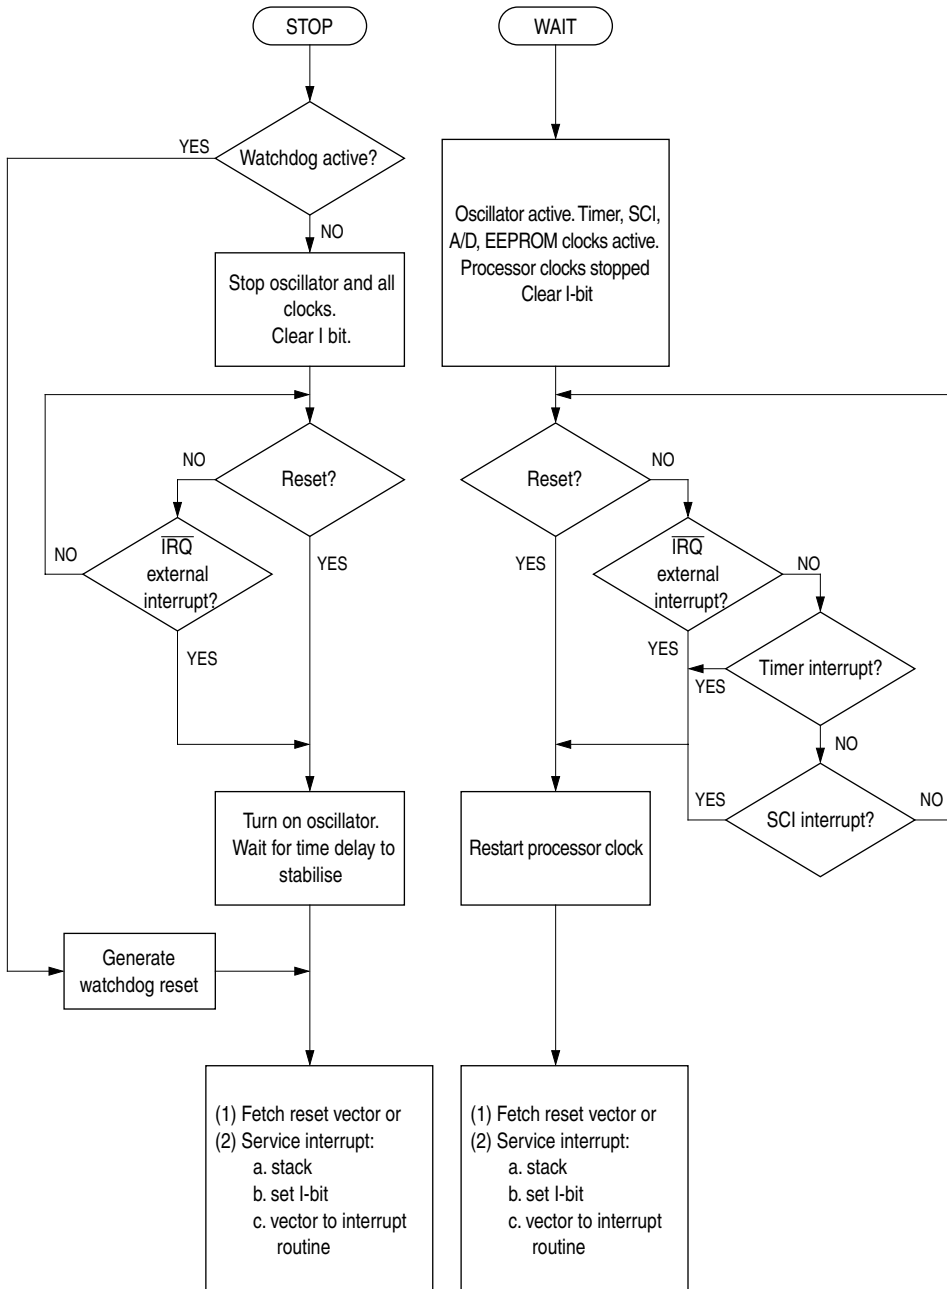 STOP
WAIT
YES
Watchdog active?
NO
Stop oscillator and all
clocks.
Clear I bit.
Oscillator active. Timer, SCI,
A/D, EEPROM clocks active.
Processor clocks stopped
Clear I-bit
NO
Reset?
YES
NO
IRQ
external
interrupt?
YES
Reset?
NO
YES
IRQ
external
interrupt?
NO
YES
Timer interrupt?
YES
NO
SCI interrupt?
YES
NO
Turn on oscillator.
Wait for time delay to
stabilise
Restart processor clock
Generate
watchdog reset
(1) Fetch reset vector or
(2) Service interrupt:
a. stack
b. set I-bit
c. vector to interrupt
routine
(1) Fetch reset vector or
(2) Service interrupt:
a. stack
b. set I-bit
c. vector to interrupt
routine